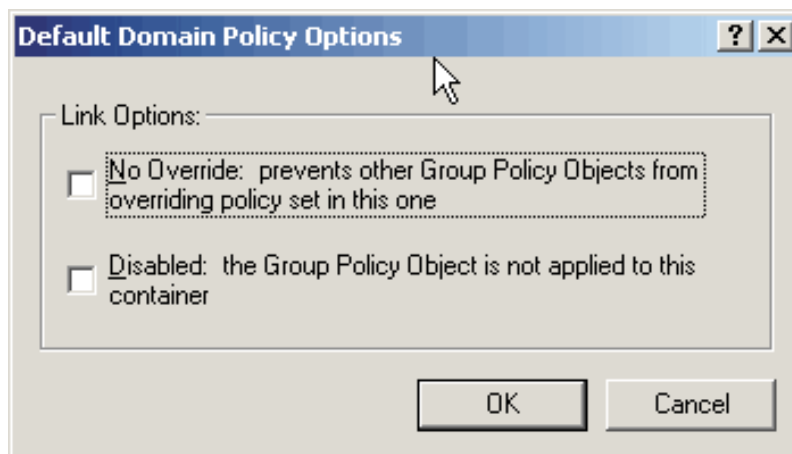 Default Domain Policy Options
?
Link Options:
No Override:  prevents other Group Policy Objects from
overriding policy set in this one
Disabled:  the Group Policy Object is not applied to this
container
OK
Cancel